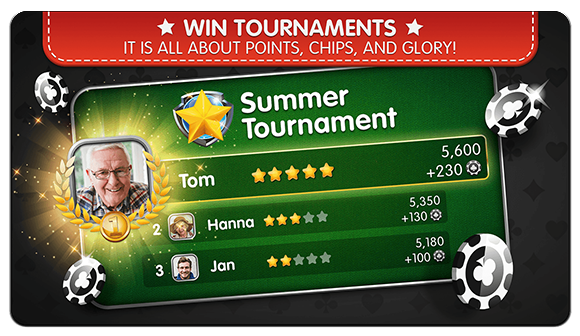 WIN TOURNAMENTS
IT IS ALL ABOUT POINTS, CHIPS, AND GLORY!
Summer
Tournament
1
Tom
5,600
+230
2
Hanna
5,350
+130
3
Jan
5,180
+100